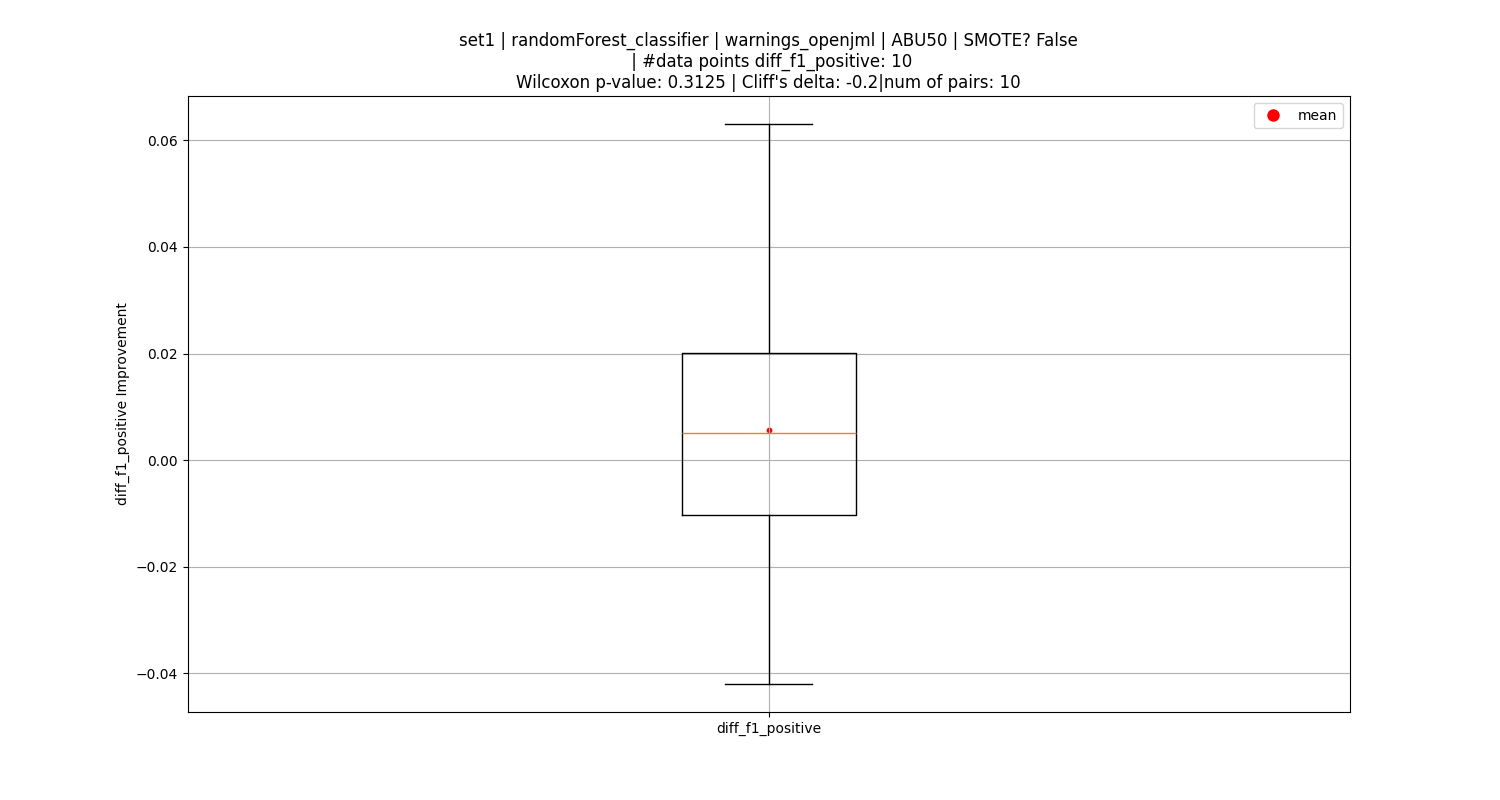 set1 | randomForest_classifier | warnings_openjml | ABU50 | SMOTE? False
| #data points diff_f1_positive: 10
Wilcoxon p-value: 0.3125 | Cliff's delta: -0.2|num of pairs: 10
mean
0.06
0.04
0.02
0.00
−0.02
−0.04
diff_f1_positive Improvement
diff_f1_positive